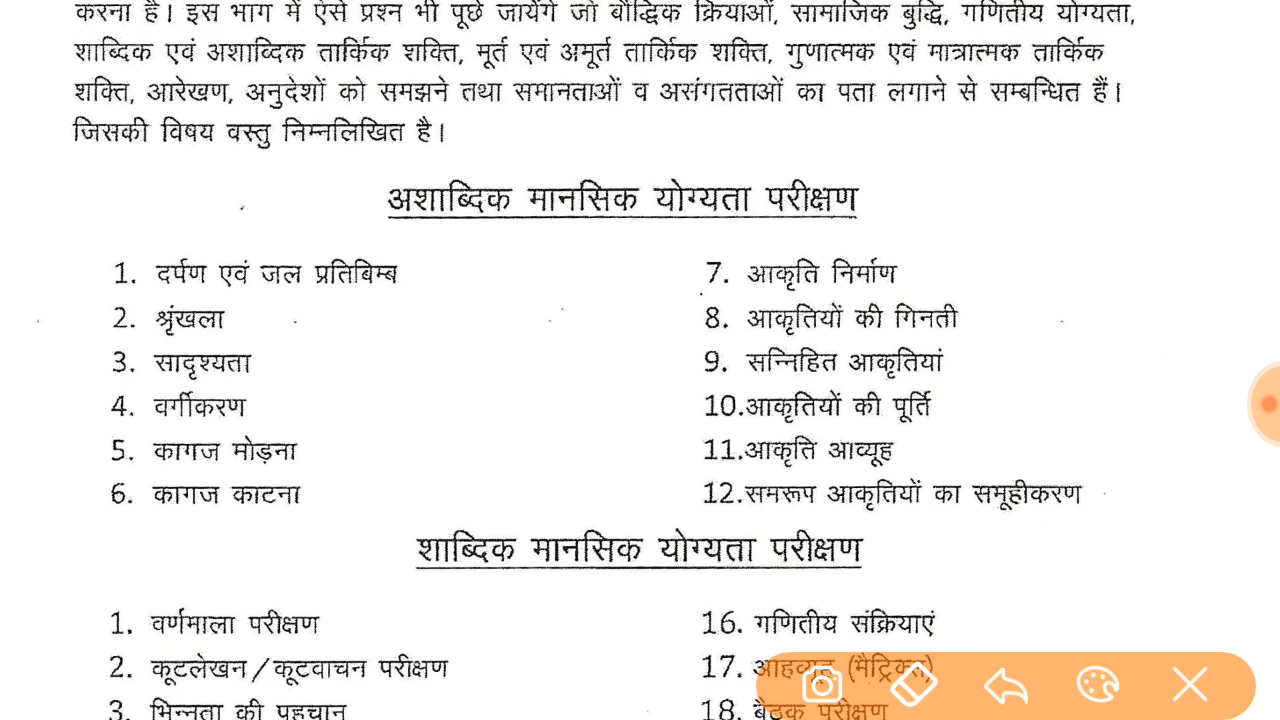 करना है। इस भाग में ऐसे प्रश्न भी पूछे जायेंगे जो बौद्धिक क्रियाओं, सामाजिक बुद्धि, गणितीय योग्यता,
शाब्दिक एवं अशाब्दिक तार्किक शक्ति, मूर्त एवं अमूर्त तार्किक शक्ति, गुणात्मक एवं मात्रात्मक तार्किक
शक्ति, आरेखण, अनुदेशों को समझने तथा समानताओं व असंगतताओं का पता लगाने से सम्बन्धित हैं।
जिसकी विषय वस्तु निम्नलिखित है।
अशाब्दिक मानसिक योग्यता परीक्षण
1. दर्पण एवं जल प्रतिबिम्ब
2. श्रृंखला
3. सादृश्यता
4. वर्गीकरण
5. कागज मोड़ना
6. कागज काटना
7. आकृति निर्माण
8. आकृतियों की गिनती
9. सन्निहित आकृतियां
10.आकृतियों की पूर्ति
11.आकृति आव्यूह
12.समरूप आकृतियों का समूहीकरण
शाब्दिक मानसिक योग्यता परीक्षण
1. वर्णमाला परीक्षण
2. कूटलेखन/कूटवाचन परीक्षण
3. भिन्नता की पहचान
16. गणितीय संक्रियाएं
17. (मैट्रिक्स)
18. बैठक परीक्षण